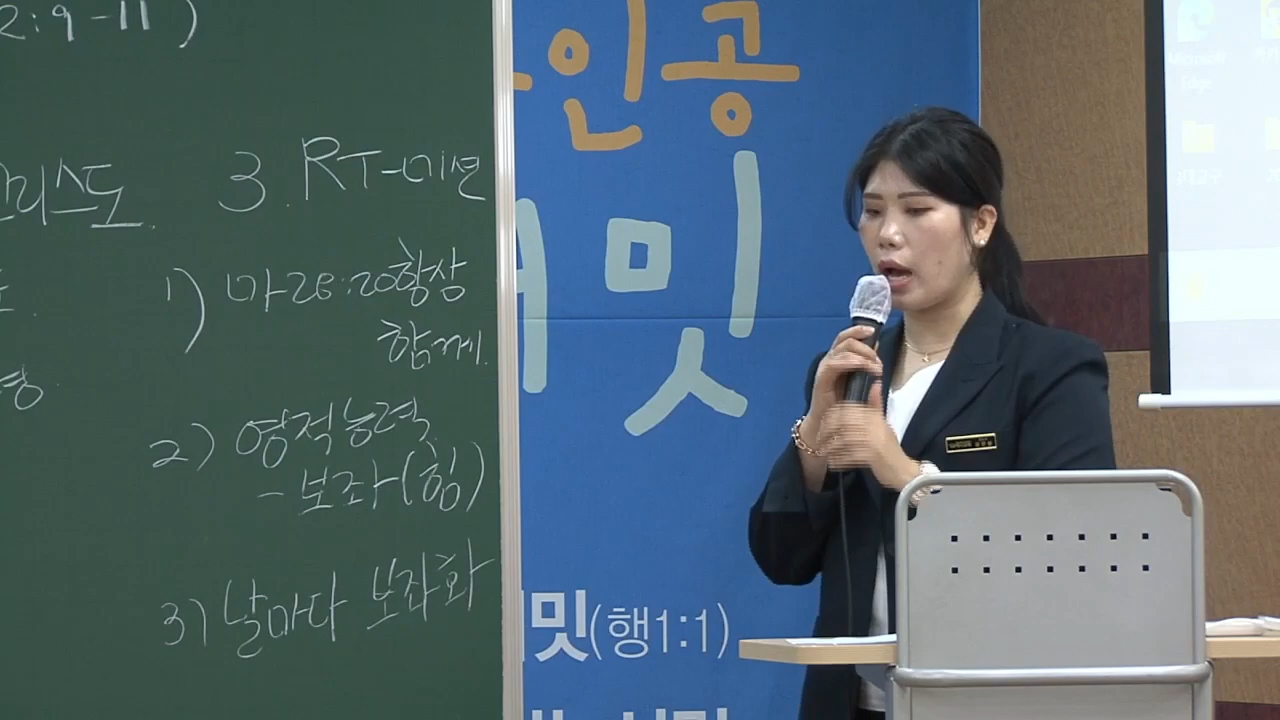 2:9-11)
리스도
3. RT-미션
1) 마28:20항상
함께.
2) 영적능력
-보좌(힘)
3) 날마다 보좌화
인공
밋
밋(행1:1)
Microsoft
Edge